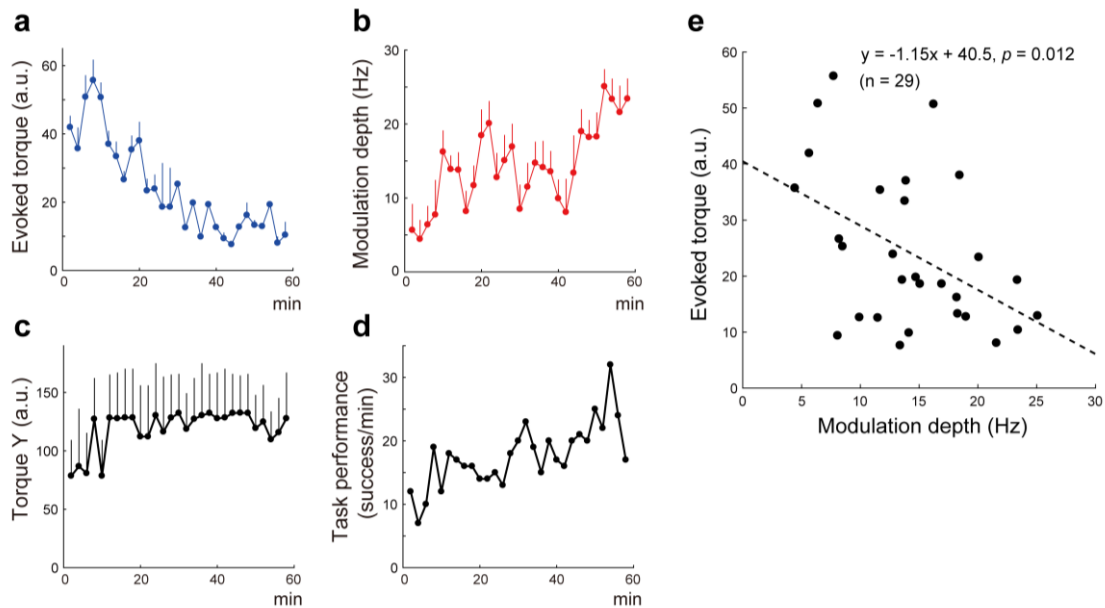 a
Evoked torque (a.u.)
60
40
20
0
0
20
40
60
min
b
Modulation depth (Hz)
30
20
10
0
0
20
40
60
min
c
Torque Y (a.u.)
150
100
50
0
0
20
40
60
min
d
Task performance
(success/min)
30
20
10
0
0
20
40
60
min
e
y = -1.15x + 40.5, p = 0.012
(n = 29)
Evoked torque (a.u.)
60
50
40
30
20
10
0
0
5
10
15
20
25
30
Modulation depth (Hz)